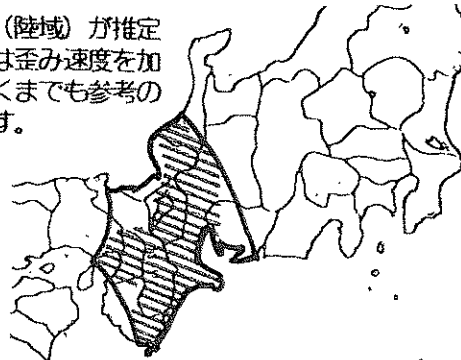 （陸域）が推定
は歪み速度を加
くまでも参考の
す。